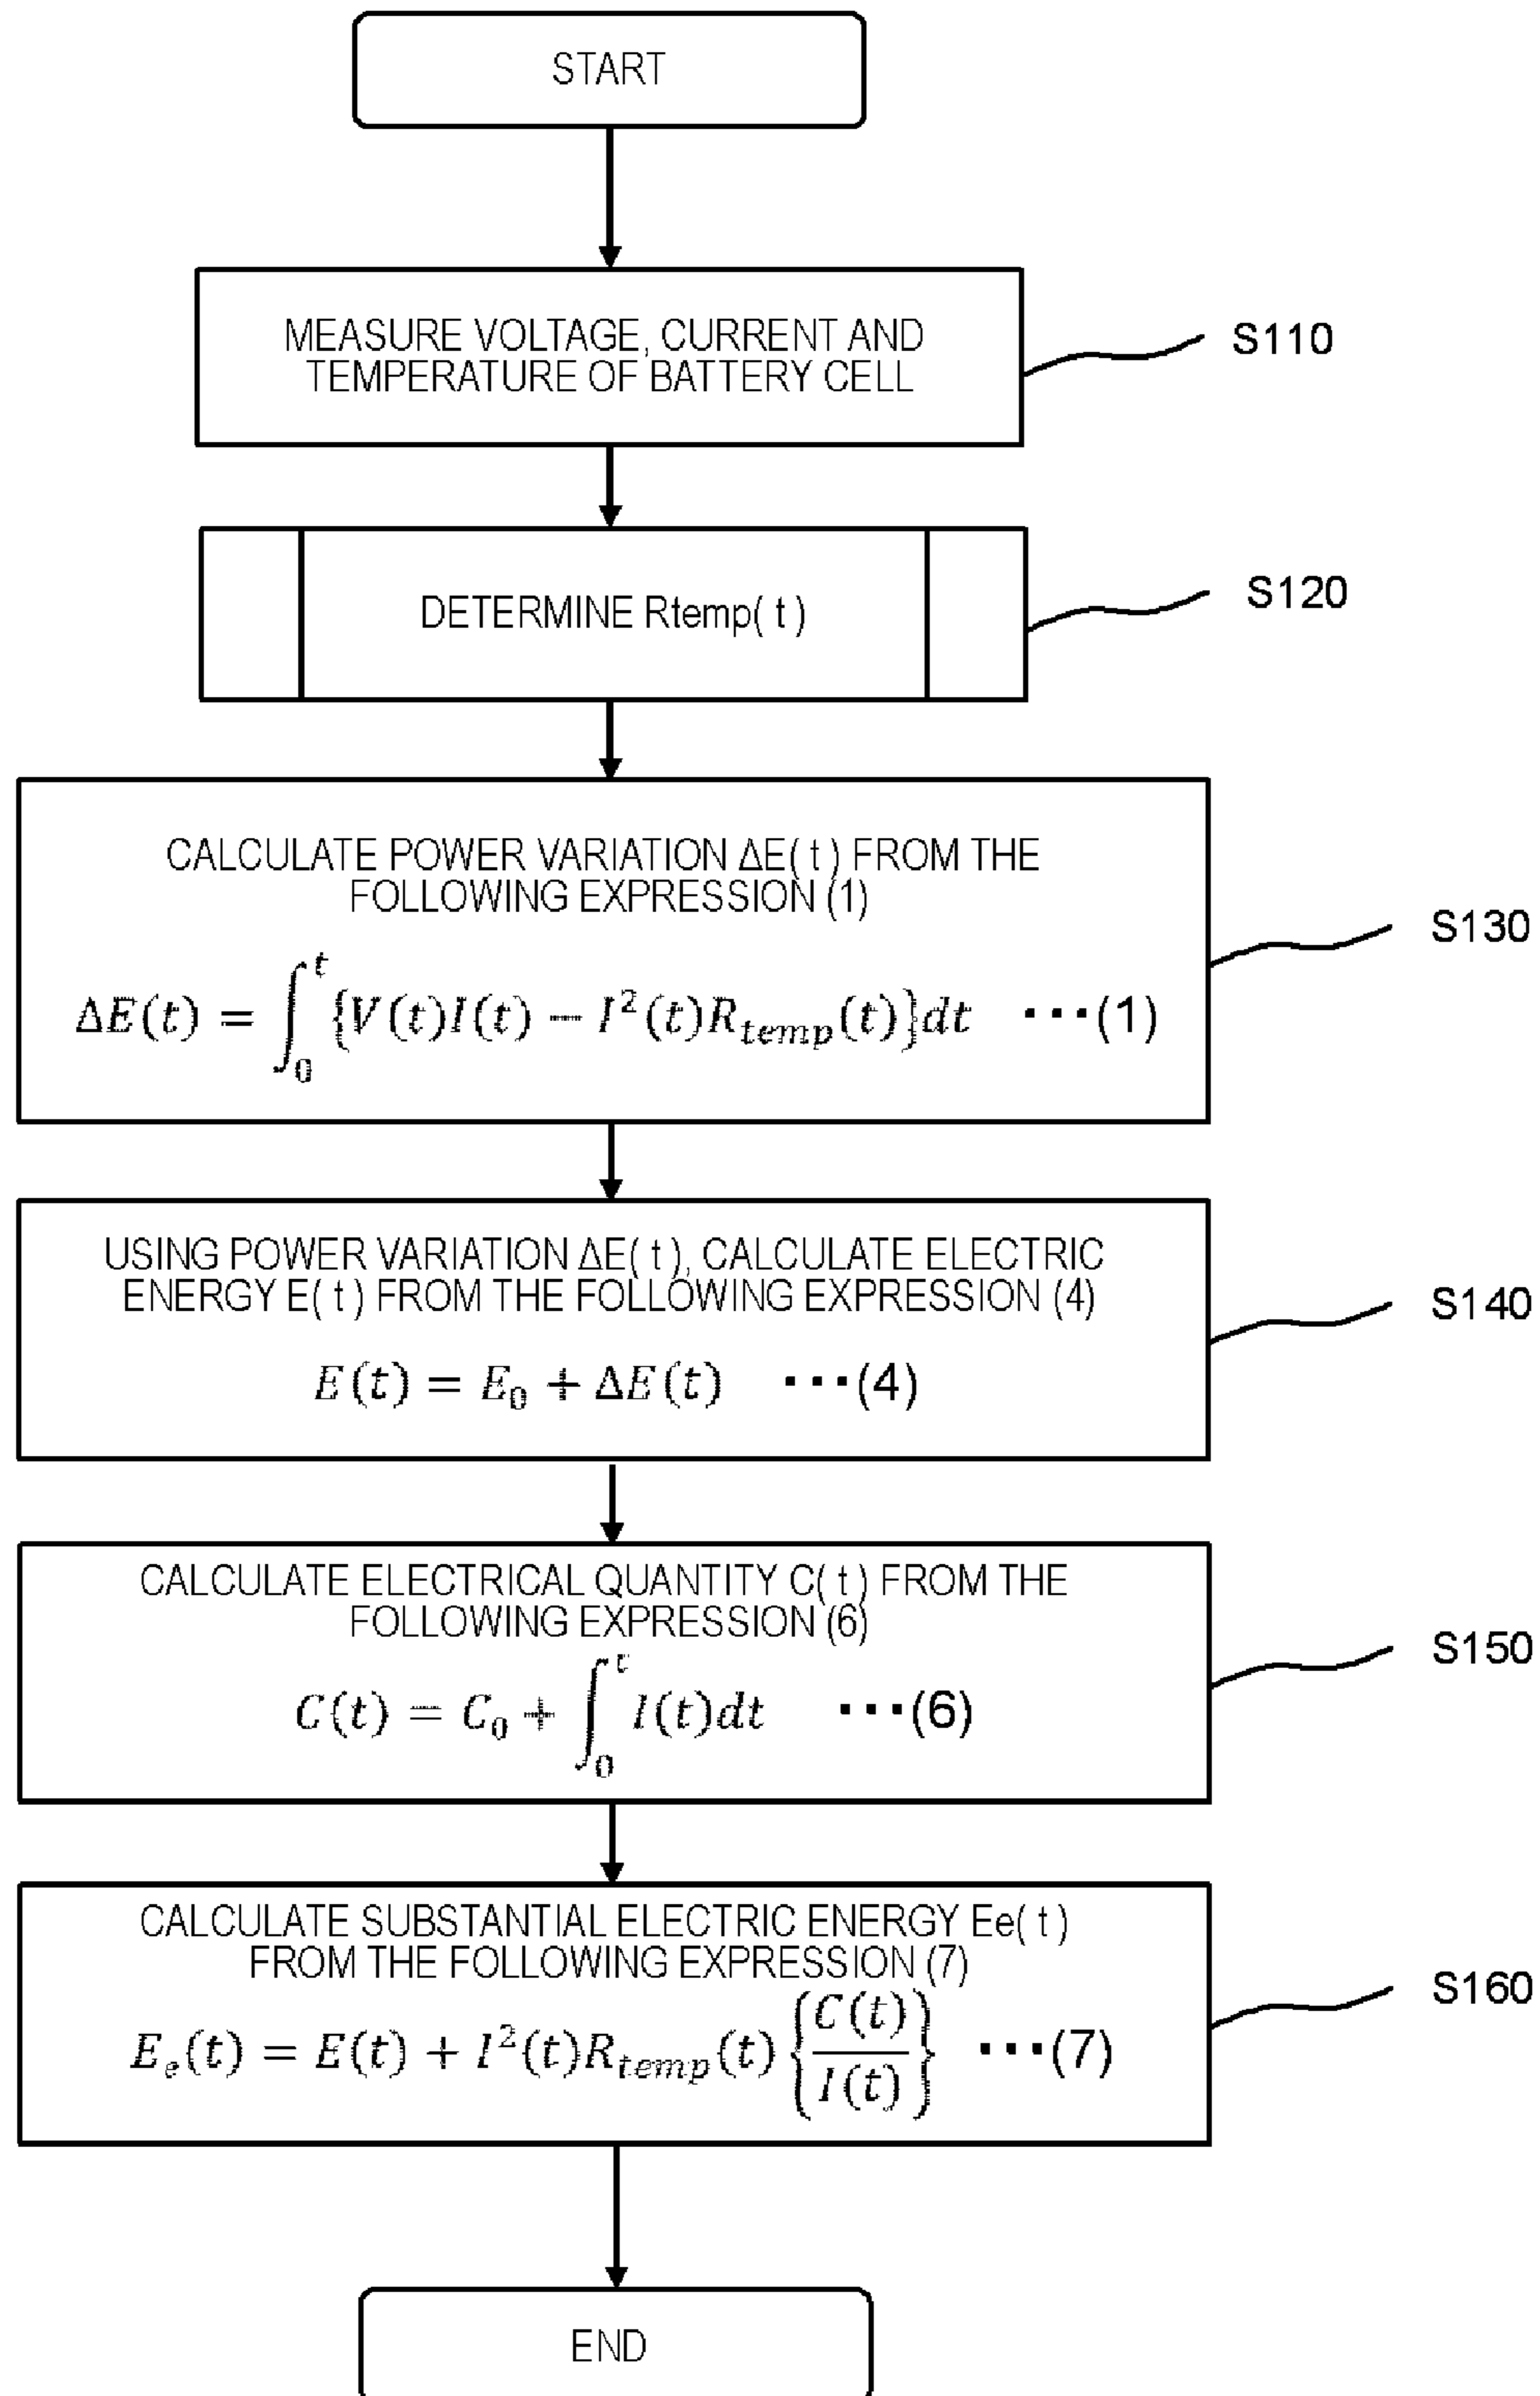 START
MEASURE VOLTAGE, CURRENT AND
TEMPERATURE OF BATTERY CELL
S110
DETERMINE Rtemp( t )
S120
CALCULATE POWER VARIATION ΔE( t ) FROM THE
FOLLOWING EXPRESSION (1)
ΔE(t) = ∫₀ᵗ {V(t)I(t) − I²(t)R_temp(t)}dt ···(1)
S130
USING POWER VARIATION ΔE( t ), CALCULATE ELECTRIC
ENERGY E( t ) FROM THE FOLLOWING EXPRESSION (4)
E(t) = E₀ + ΔE(t) ···(4)
S140
CALCULATE ELECTRICAL QUANTITY C( t ) FROM THE
FOLLOWING EXPRESSION (6)
C(t) = C₀ + ∫₀ᵗ I(t)dt ···(6)
S150
CALCULATE SUBSTANTIAL ELECTRIC ENERGY Ee( t )
FROM THE FOLLOWING EXPRESSION (7)
Eₑ(t) = E(t) + I²(t)R_temp(t) {C(t)/I(t)} ···(7)
S160
END